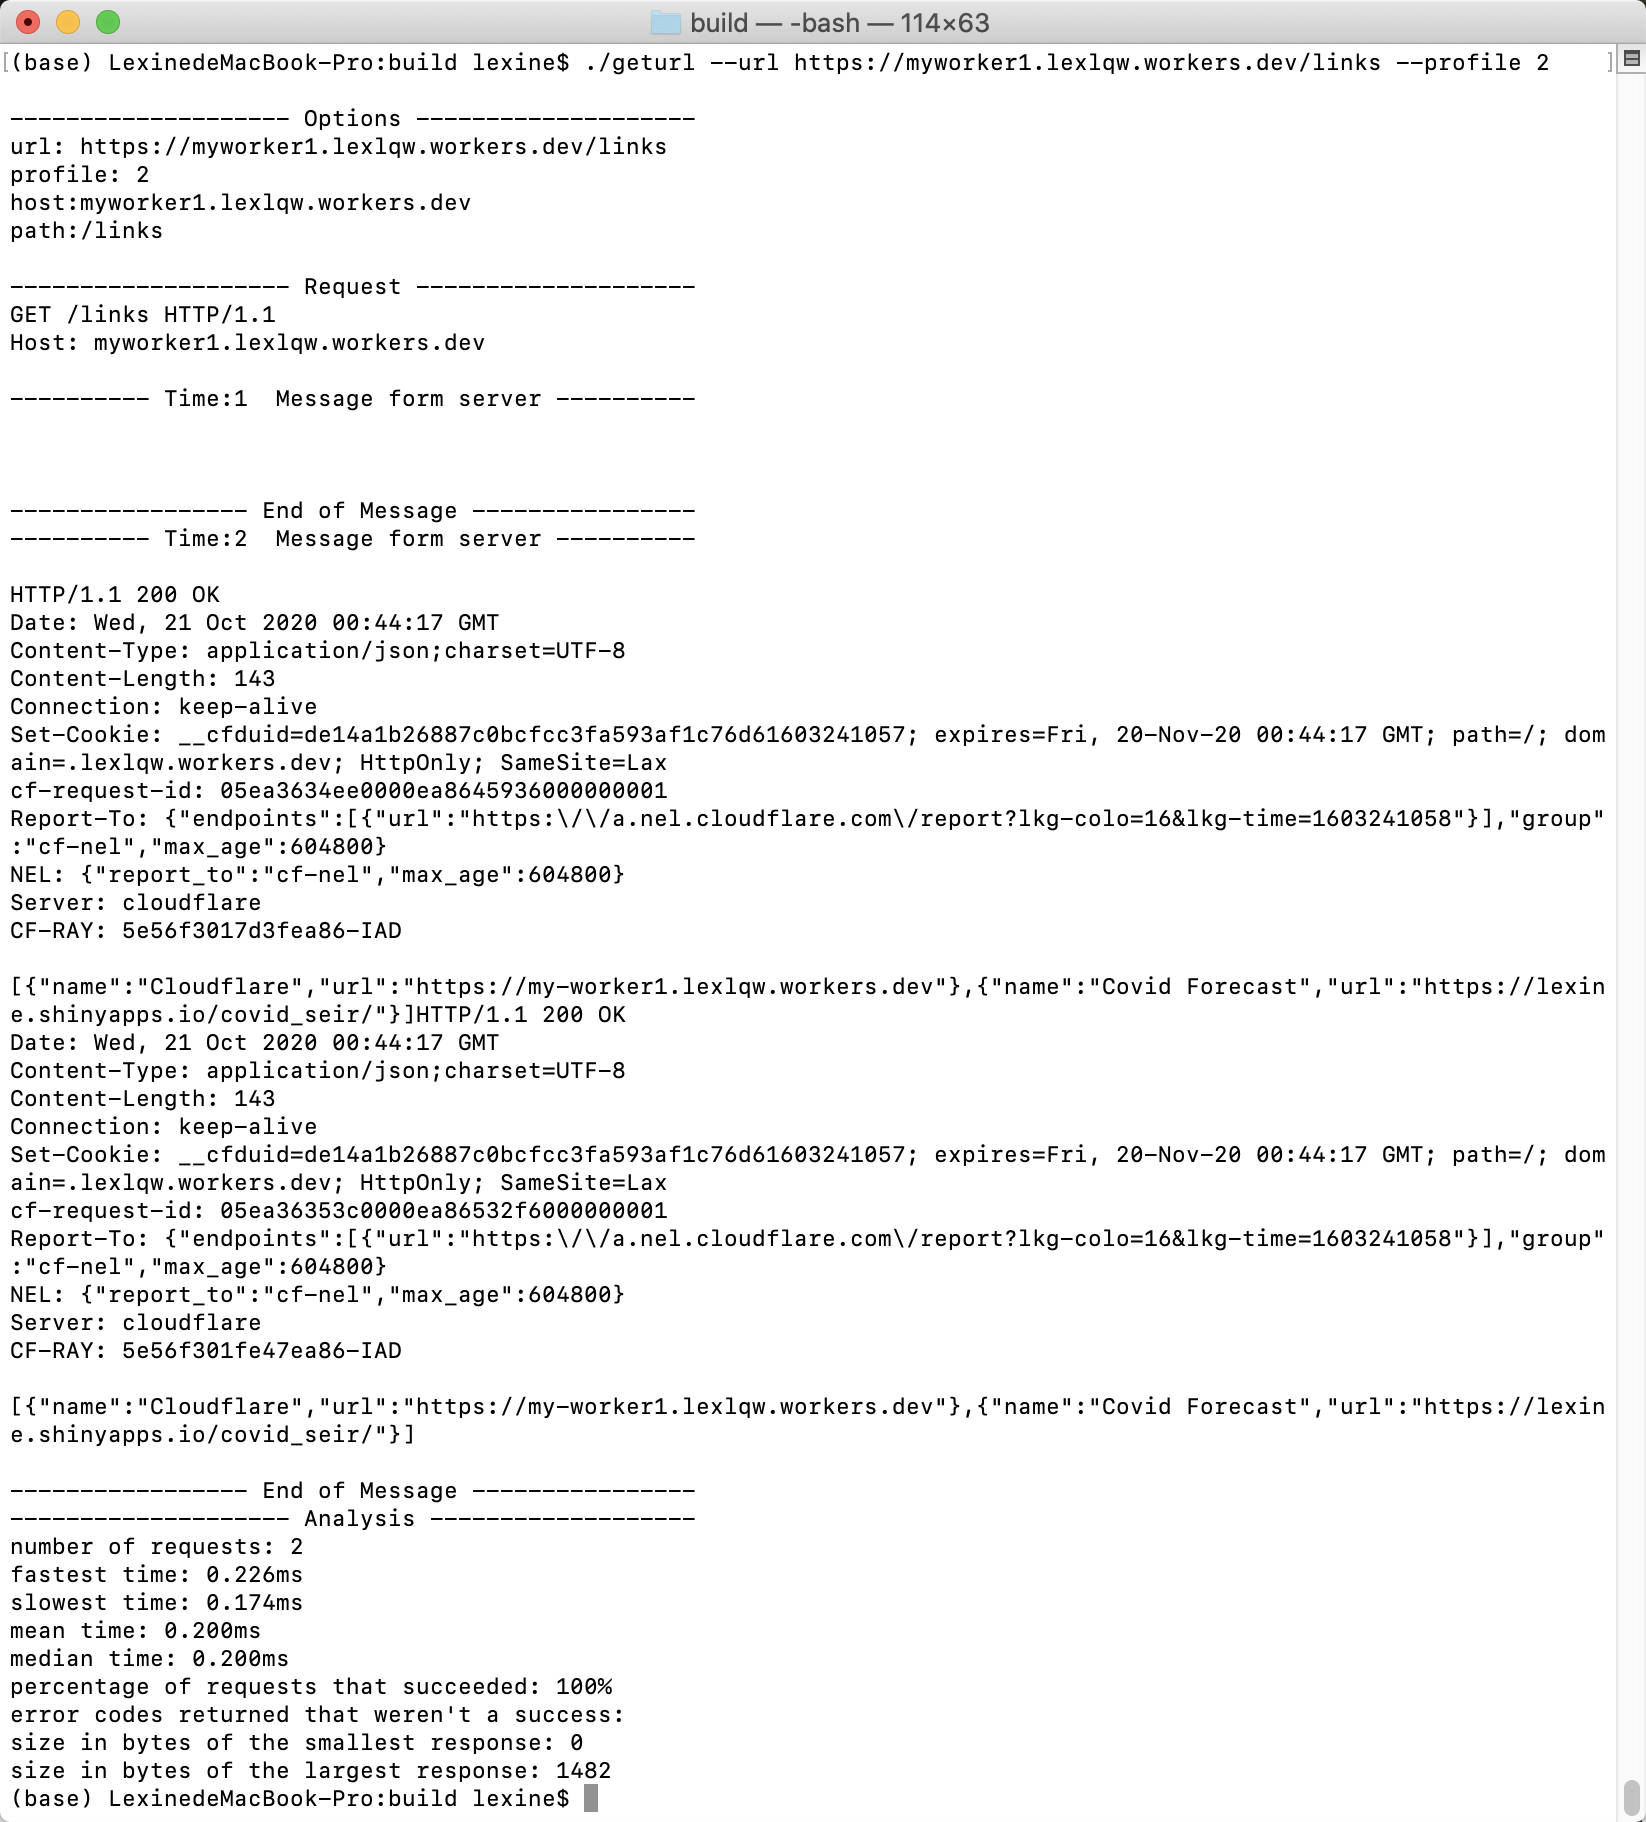 build — -bash — 114×63
(base) LexinedeMacBook-Pro:build lexine$ ./geturl --url https://myworker1.lexlqw.workers.dev/links --profile 2
-------------------- Options --------------------
url: https://myworker1.lexlqw.workers.dev/links
profile: 2
host:myworker1.lexlqw.workers.dev
path:/links
-------------------- Request --------------------
GET /links HTTP/1.1
Host: myworker1.lexlqw.workers.dev
---------- Time:1  Message form server ----------
----------------- End of Message ----------------
---------- Time:2  Message form server ----------
HTTP/1.1 200 OK
Date: Wed, 21 Oct 2020 00:44:17 GMT
Content-Type: application/json;charset=UTF-8
Content-Length: 143
Connection: keep-alive
Set-Cookie: __cfduid=de14a1b26887c0bcfcc3fa593af1c76d61603241057; expires=Fri, 20-Nov-20 00:44:17 GMT; path=/; dom
ain=.lexlqw.workers.dev; HttpOnly; SameSite=Lax
cf-request-id: 05ea3634ee0000ea8645936000000001
Report-To: {"endpoints":[{"url":"https:\/\/a.nel.cloudflare.com\/report?lkg-colo=16&lkg-time=1603241058"}],"group"
:"cf-nel","max_age":604800}
NEL: {"report_to":"cf-nel","max_age":604800}
Server: cloudflare
CF-RAY: 5e56f3017d3fea86-IAD
[{"name":"Cloudflare","url":"https://my-worker1.lexlqw.workers.dev"},{"name":"Covid Forecast","url":"https://lexin
e.shinyapps.io/covid_seir/"}]HTTP/1.1 200 OK
Date: Wed, 21 Oct 2020 00:44:17 GMT
Content-Type: application/json;charset=UTF-8
Content-Length: 143
Connection: keep-alive
Set-Cookie: __cfduid=de14a1b26887c0bcfcc3fa593af1c76d61603241057; expires=Fri, 20-Nov-20 00:44:17 GMT; path=/; dom
ain=.lexlqw.workers.dev; HttpOnly; SameSite=Lax
cf-request-id: 05ea36353c0000ea86532f6000000001
Report-To: {"endpoints":[{"url":"https:\/\/a.nel.cloudflare.com\/report?lkg-colo=16&lkg-time=1603241058"}],"group"
:"cf-nel","max_age":604800}
NEL: {"report_to":"cf-nel","max_age":604800}
Server: cloudflare
CF-RAY: 5e56f301fe47ea86-IAD
[{"name":"Cloudflare","url":"https://my-worker1.lexlqw.workers.dev"},{"name":"Covid Forecast","url":"https://lexin
e.shinyapps.io/covid_seir/"}]
----------------- End of Message ----------------
-------------------- Analysis -------------------
number of requests: 2
fastest time: 0.226ms
slowest time: 0.174ms
mean time: 0.200ms
median time: 0.200ms
percentage of requests that succeeded: 100%
error codes returned that weren't a success:
size in bytes of the smallest response: 0
size in bytes of the largest response: 1482
(base) LexinedeMacBook-Pro:build lexine$